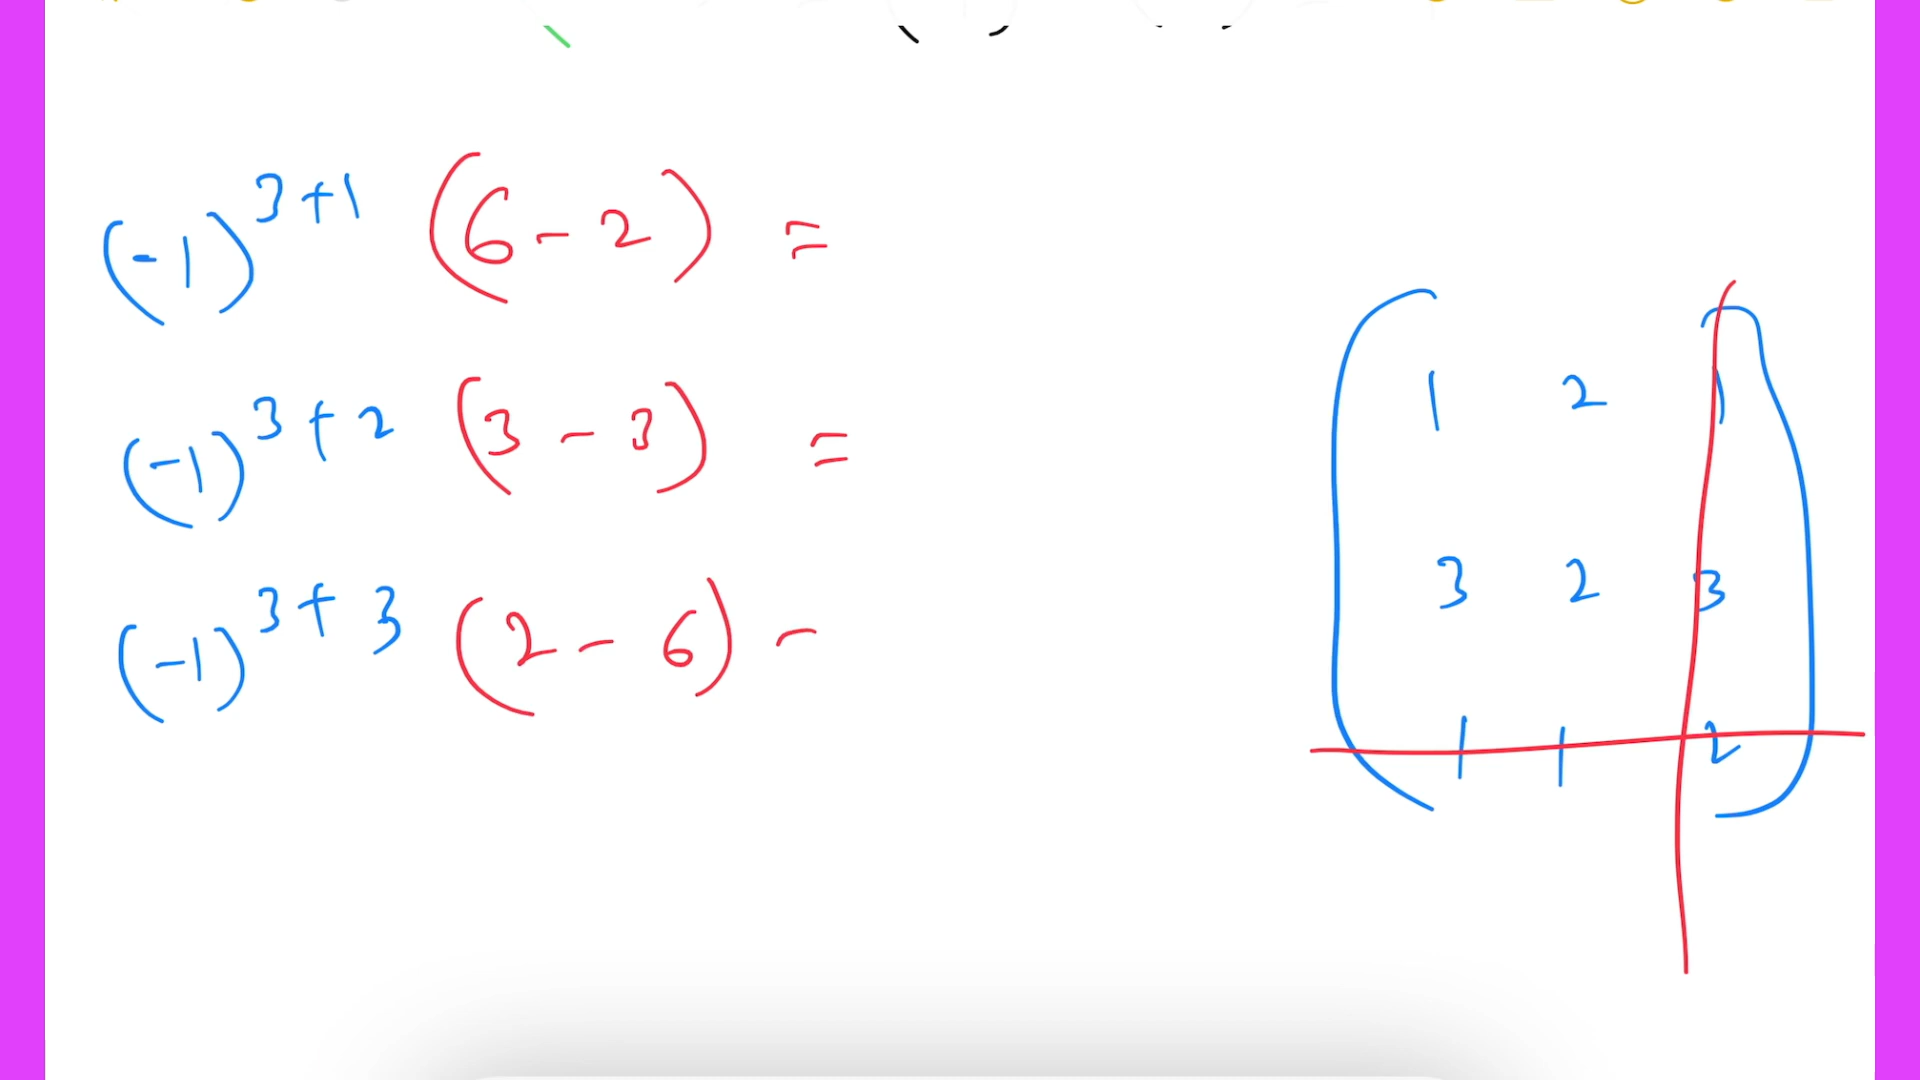 (-1)^{3+1} (6-2) =
(-1)^{3+2} (3-3) =
(-1)^{3+3} (2-6) -
1 2 1
3 2 3
1 1 2